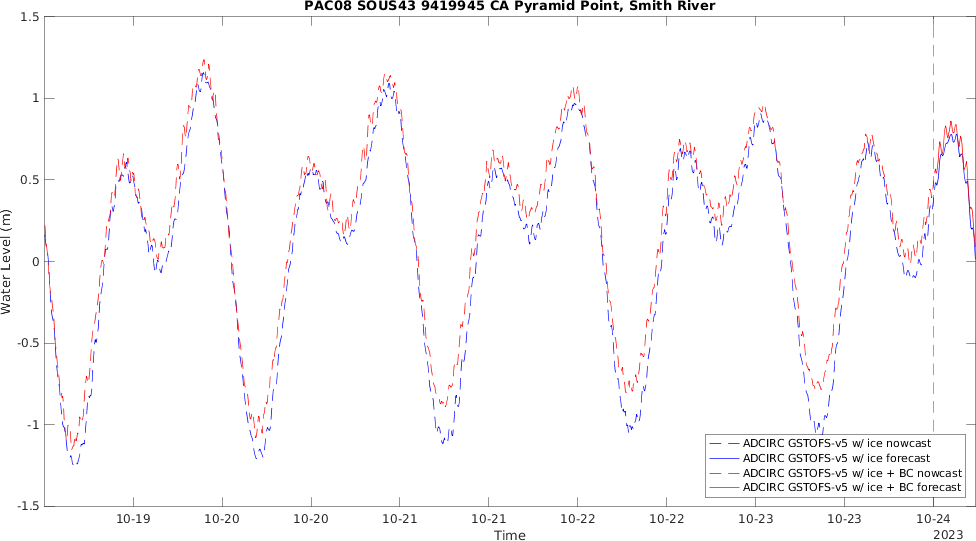 PAC08 SOUS43 9419945 CA Pyramid Point, Smith River
1.5
1
0.5
0
-0.5
-1
-1.5
Water Level (m)
ADCIRC GSTOFS-v5 w/ ice nowcast
ADCIRC GSTOFS-v5 w/ ice forecast
ADCIRC GSTOFS-v5 w/ ice + BC nowcast
ADCIRC GSTOFS-v5 w/ ice + BC forecast
10-19 10-20 10-20 10-21 10-21 10-22 10-22 10-23 10-23 10-24
Time 2023